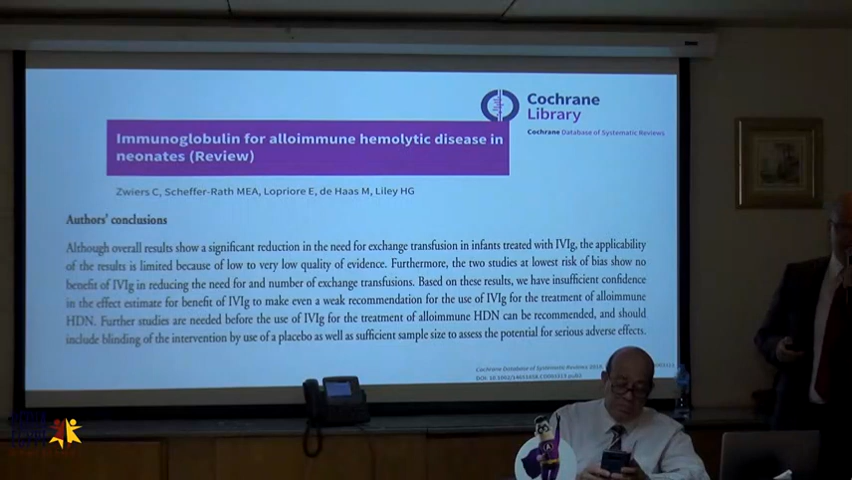 Cochrane
Library
Cochrane Database of Systematic Reviews
Immunoglobulin for alloimmune hemolytic disease in
neonates (Review)
Zwiers C, Scheffer-Rath MEA, Lopriore E, de Haas M, Liley HG
Authors' conclusions
Although overall results show a significant reduction in the need for exchange transfusion in infants treated with IVIg, the applicability
of the results is limited because of low to very low quality of evidence. Furthermore, the two studies at lowest risk of bias show no
benefit of IVIg in reducing the need for and number of exchange transfusions. Based on these results, we have insufficient confidence
in the effect estimate for benefit of IVIg to make even a weak recommendation for the use of IVIg for the treatment of alloimmune
HDN. Further studies are needed before the use of IVIg for the treatment of alloimmune HDN can be recommended, and should
include blinding of the intervention by use of a placebo as well as sufficient sample size to assess the potential for serious adverse effects.
Cochrane Database of Systematic Reviews
DOI: